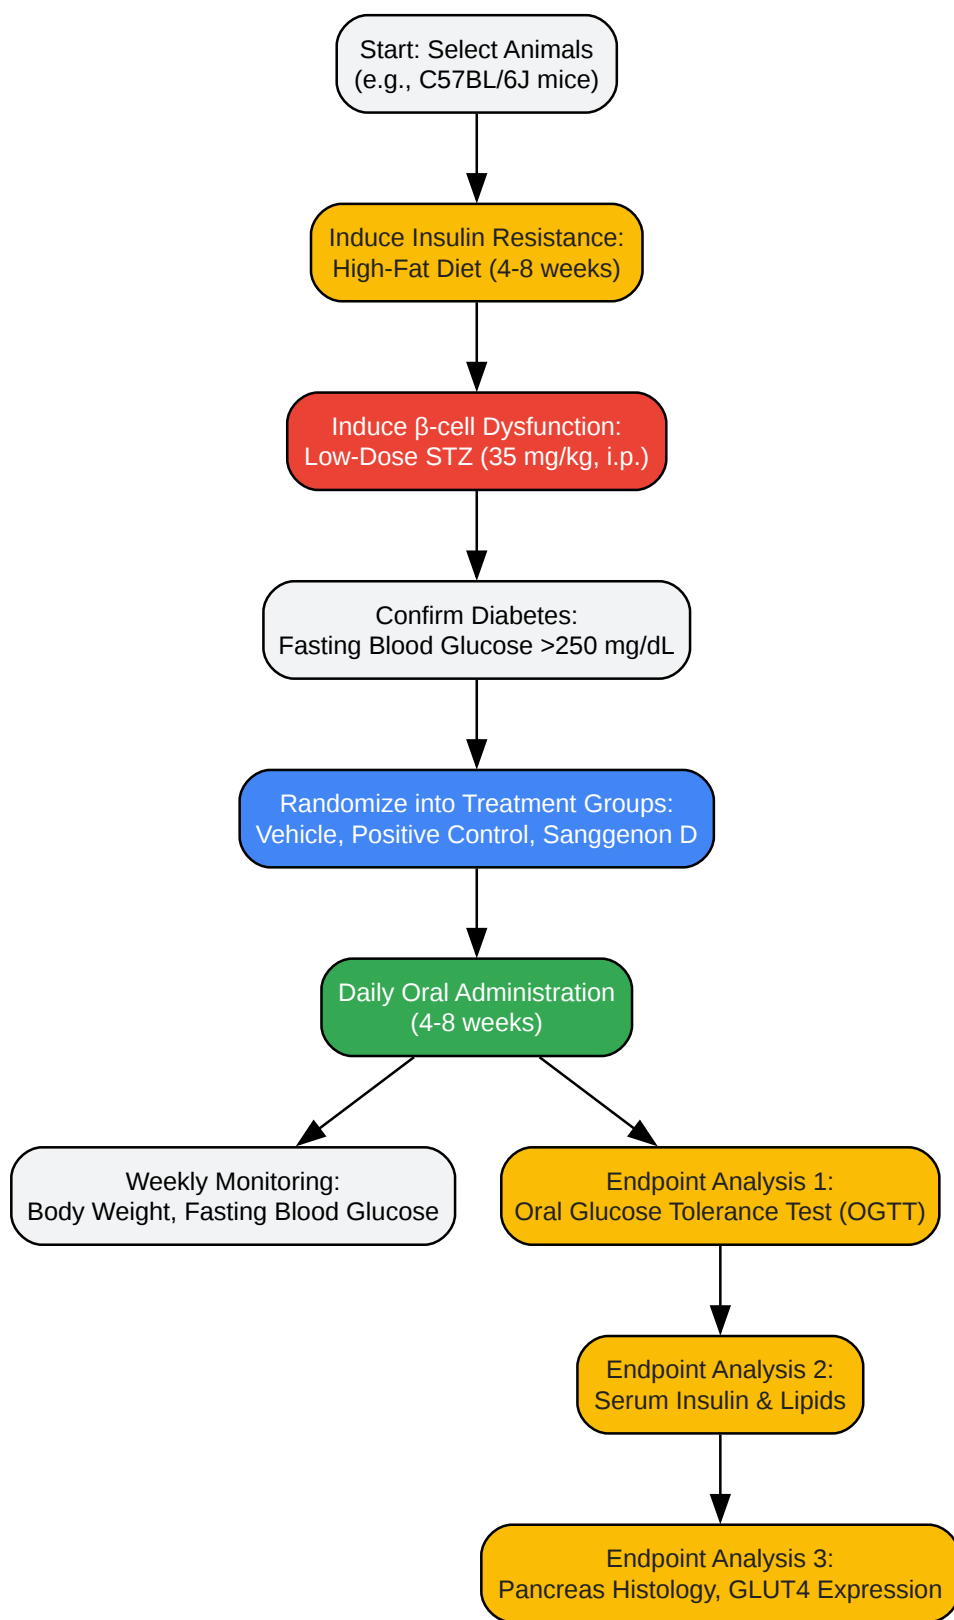 Start: Select Animals
(e.g., C57BL/6J mice)
Induce Insulin Resistance:
High-Fat Diet (4-8 weeks)
Induce β-cell Dysfunction:
Low-Dose STZ (35 mg/kg, i.p.)
Confirm Diabetes:
Fasting Blood Glucose >250 mg/dL
Randomize into Treatment Groups:
Vehicle, Positive Control, Sanggenon D
Daily Oral Administration
(4-8 weeks)
Weekly Monitoring:
Body Weight, Fasting Blood Glucose
Endpoint Analysis 1:
Oral Glucose Tolerance Test (OGTT)
Endpoint Analysis 2:
Serum Insulin & Lipids
Endpoint Analysis 3:
Pancreas Histology, GLUT4 Expression